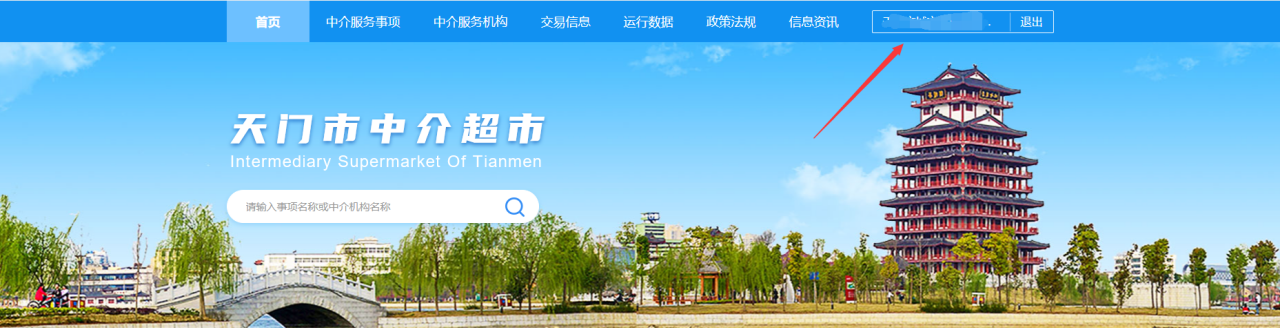 首页 中介服务事项 中介服务机构 交易信息 运行数据 政策法规 信息资讯 退出
天门市中介超市
Intermediary Supermarket Of Tianmen
请输入事项名称或中介机构名称